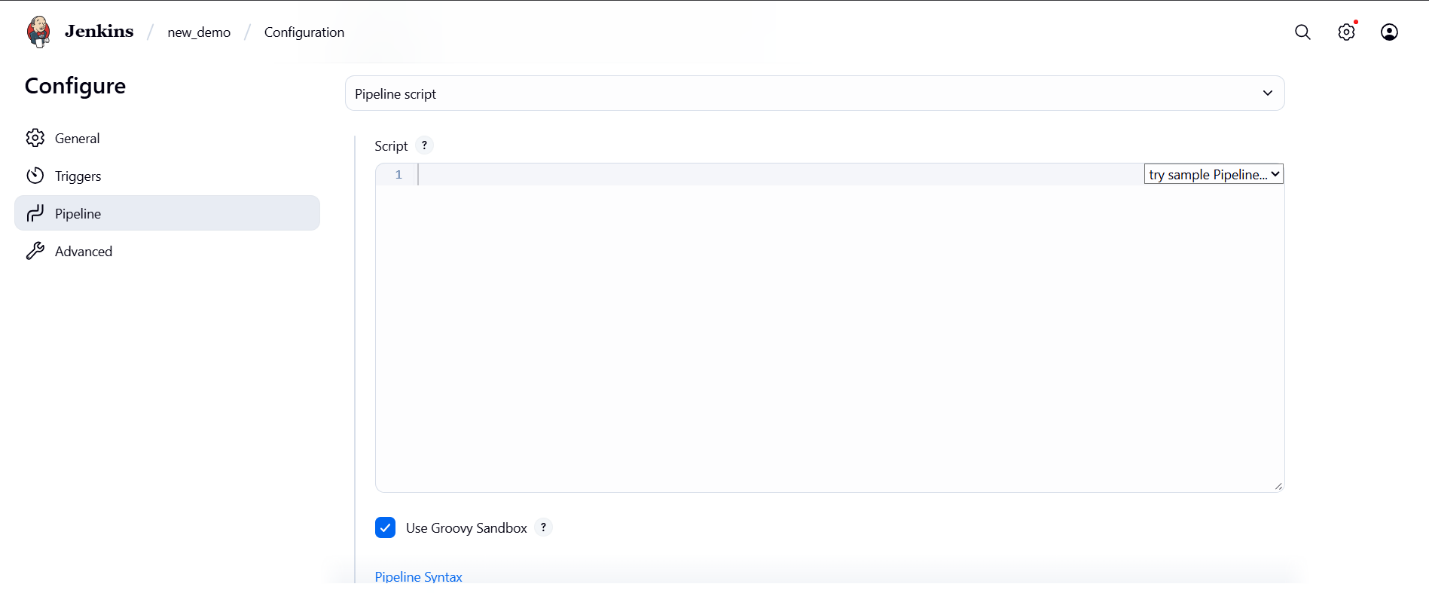 Jenkins / new_demo / Configuration
Configure
General
Triggers
Pipeline
Advanced
Pipeline script
Script ?
1
try sample Pipeline...
Use Groovy Sandbox ?
Pipeline Syntax